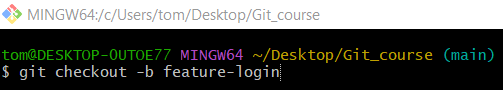 MINGW64:/c/Users/tom/Desktop/Git_course
tom@DESKTOP-OUTOE77 MINGW64 ~/Desktop/Git_course (main)
$ git checkout -b feature-login